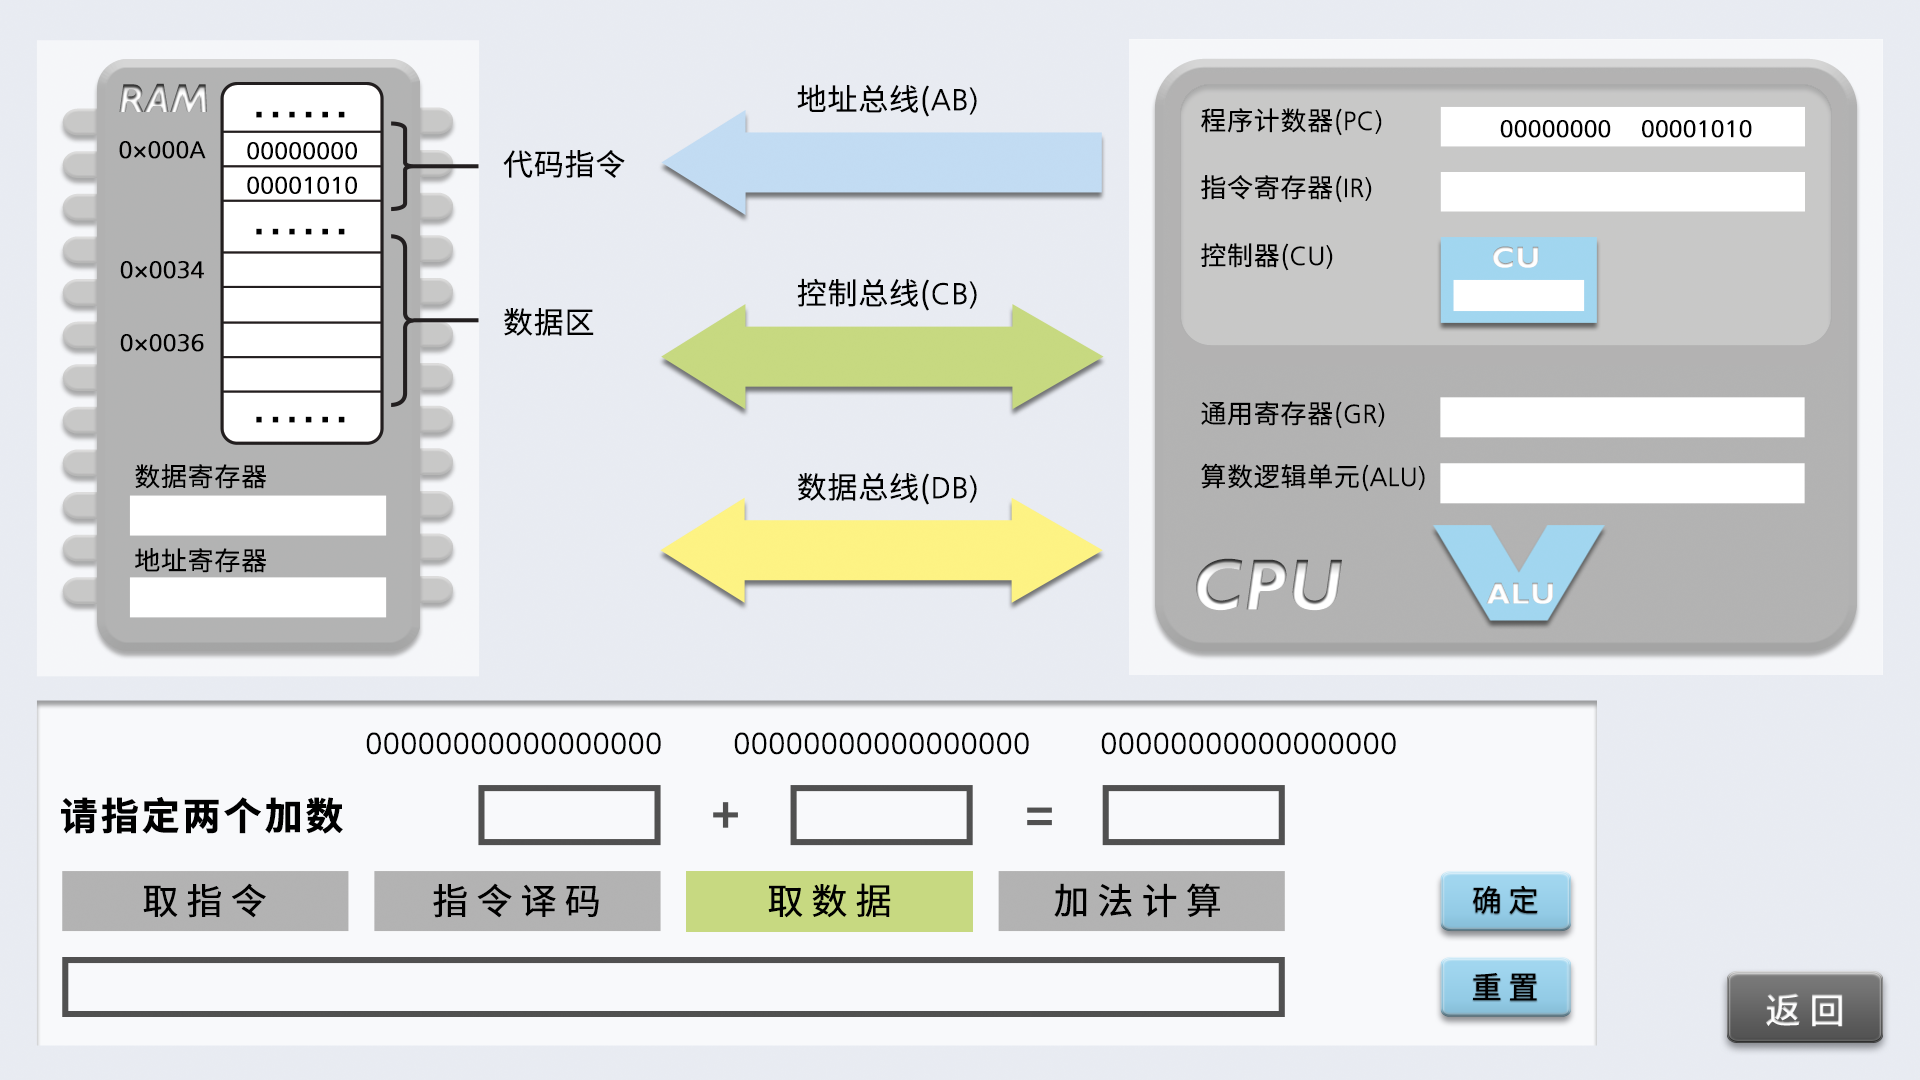 RAM
......
0×000A
00000000
00001010
......
0×0034
0×0036
......
代码指令
数据区
数据寄存器
地址寄存器
地址总线(AB)
控制总线(CB)
数据总线(DB)
程序计数器(PC)
00000000 00001010
指令寄存器(IR)
控制器(CU)
CU
通用寄存器(GR)
算数逻辑单元(ALU)
CPU
ALU
0000000000000000 0000000000000000 0000000000000000
请指定两个加数 + =
取指令 指令译码 取数据 加法计算 确定
重置
返回